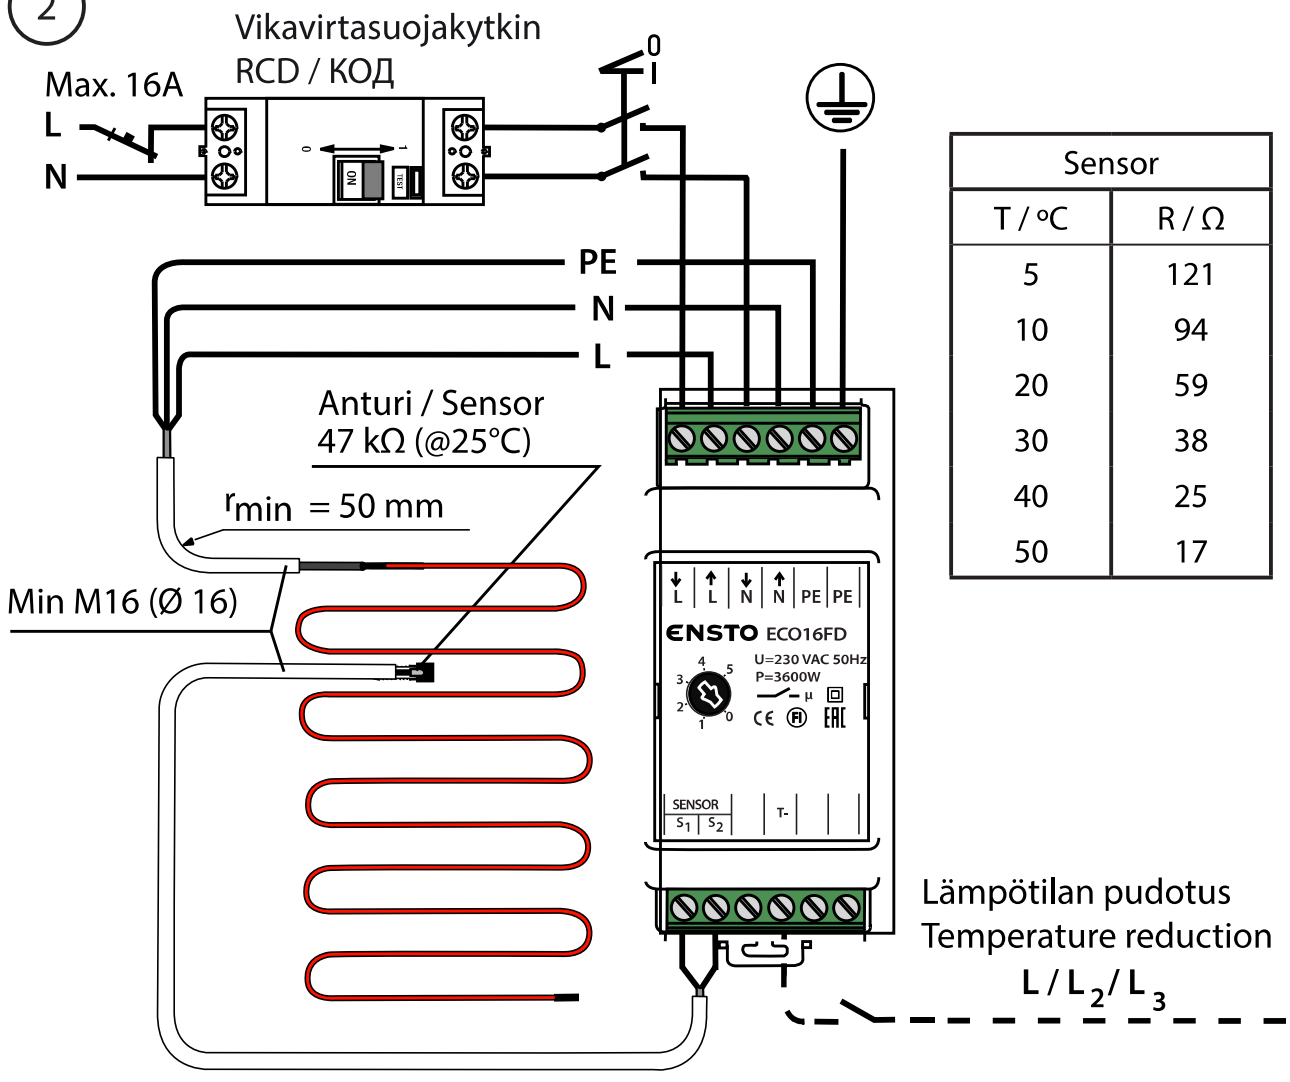 2
Vikavirtasuojakytkin
RCD / КОД
Max. 16A
L
N
0
I
0
1
ON
TEST
PE
N
L
Anturi / Sensor
47 kΩ (@25°C)
rmin = 50 mm
Min M16 (Ø 16)
Sensor
T / ºC R / Ω
5 121
10 94
20 59
30 38
40 25
50 17
L L N N PE PE
ENSTO ECO16FD
U=230 VAC 50Hz
P=3600W
µ
0 1 2 3 4 5
CE FI EAC
SENSOR
S1 S2 T-
Lämpötilan pudotus
Temperature reduction
L / L2 / L3